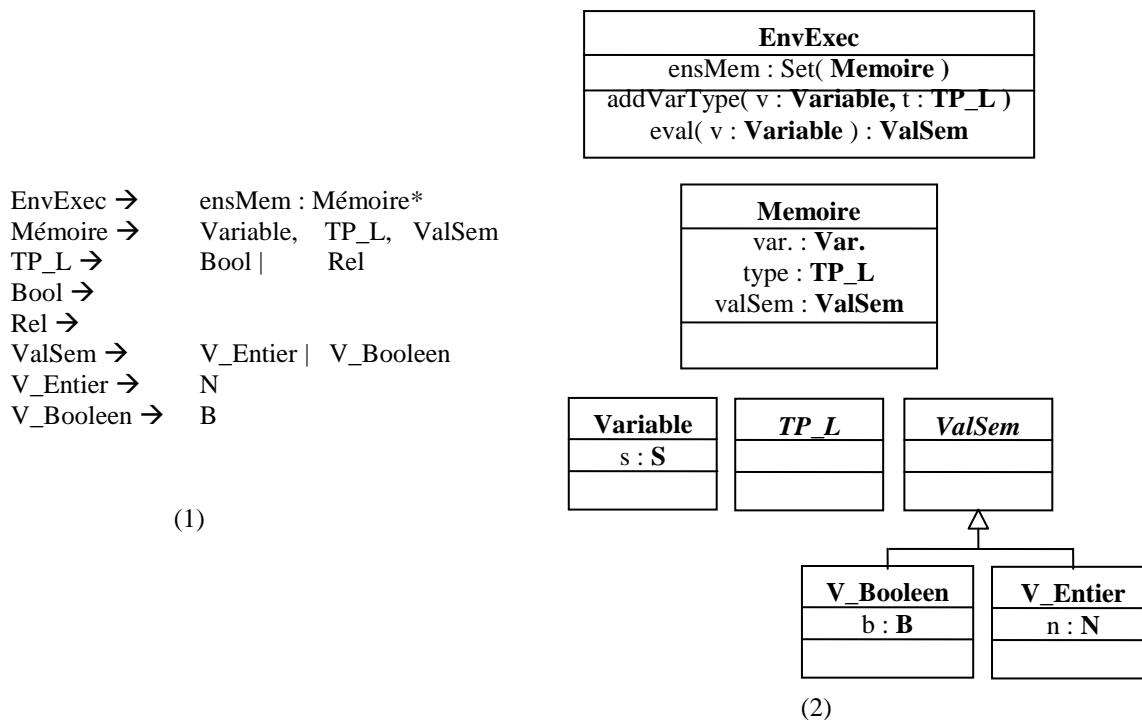 EnvExec → ensMem : Mémoire*
Mémoire → Variable, TP_L, ValSem
TP_L → Bool | Rel
Bool →
Rel →
ValSem → V_Entier | V_Booleen
V_Entier → N
V_Booleen → B
(1)
EnvExec
ensMem : Set( Memoire )
addVarType( v : Variable, t : TP_L )
eval( v : Variable ) : ValSem
Memoire
var. : Var.
type : TP_L
valSem : ValSem
Variable
s : S
TP_L
ValSem
V_Booleen
b : B
V_Entier
n : N
(2)